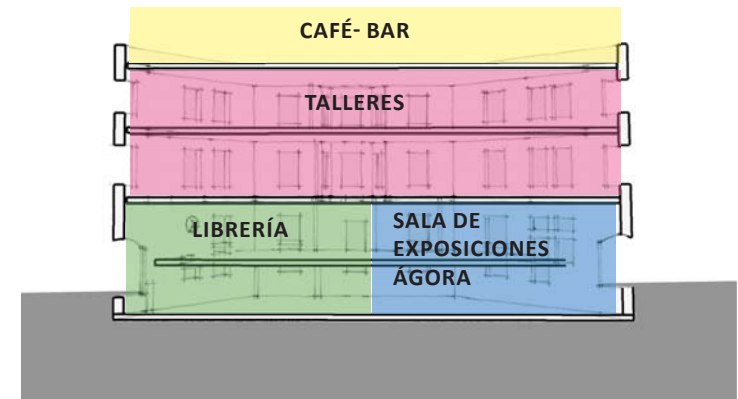 CAFÉ- BAR
TALLERES
LIBRERÍA
SALA DE
EXPOSICIONES
ÁGORA